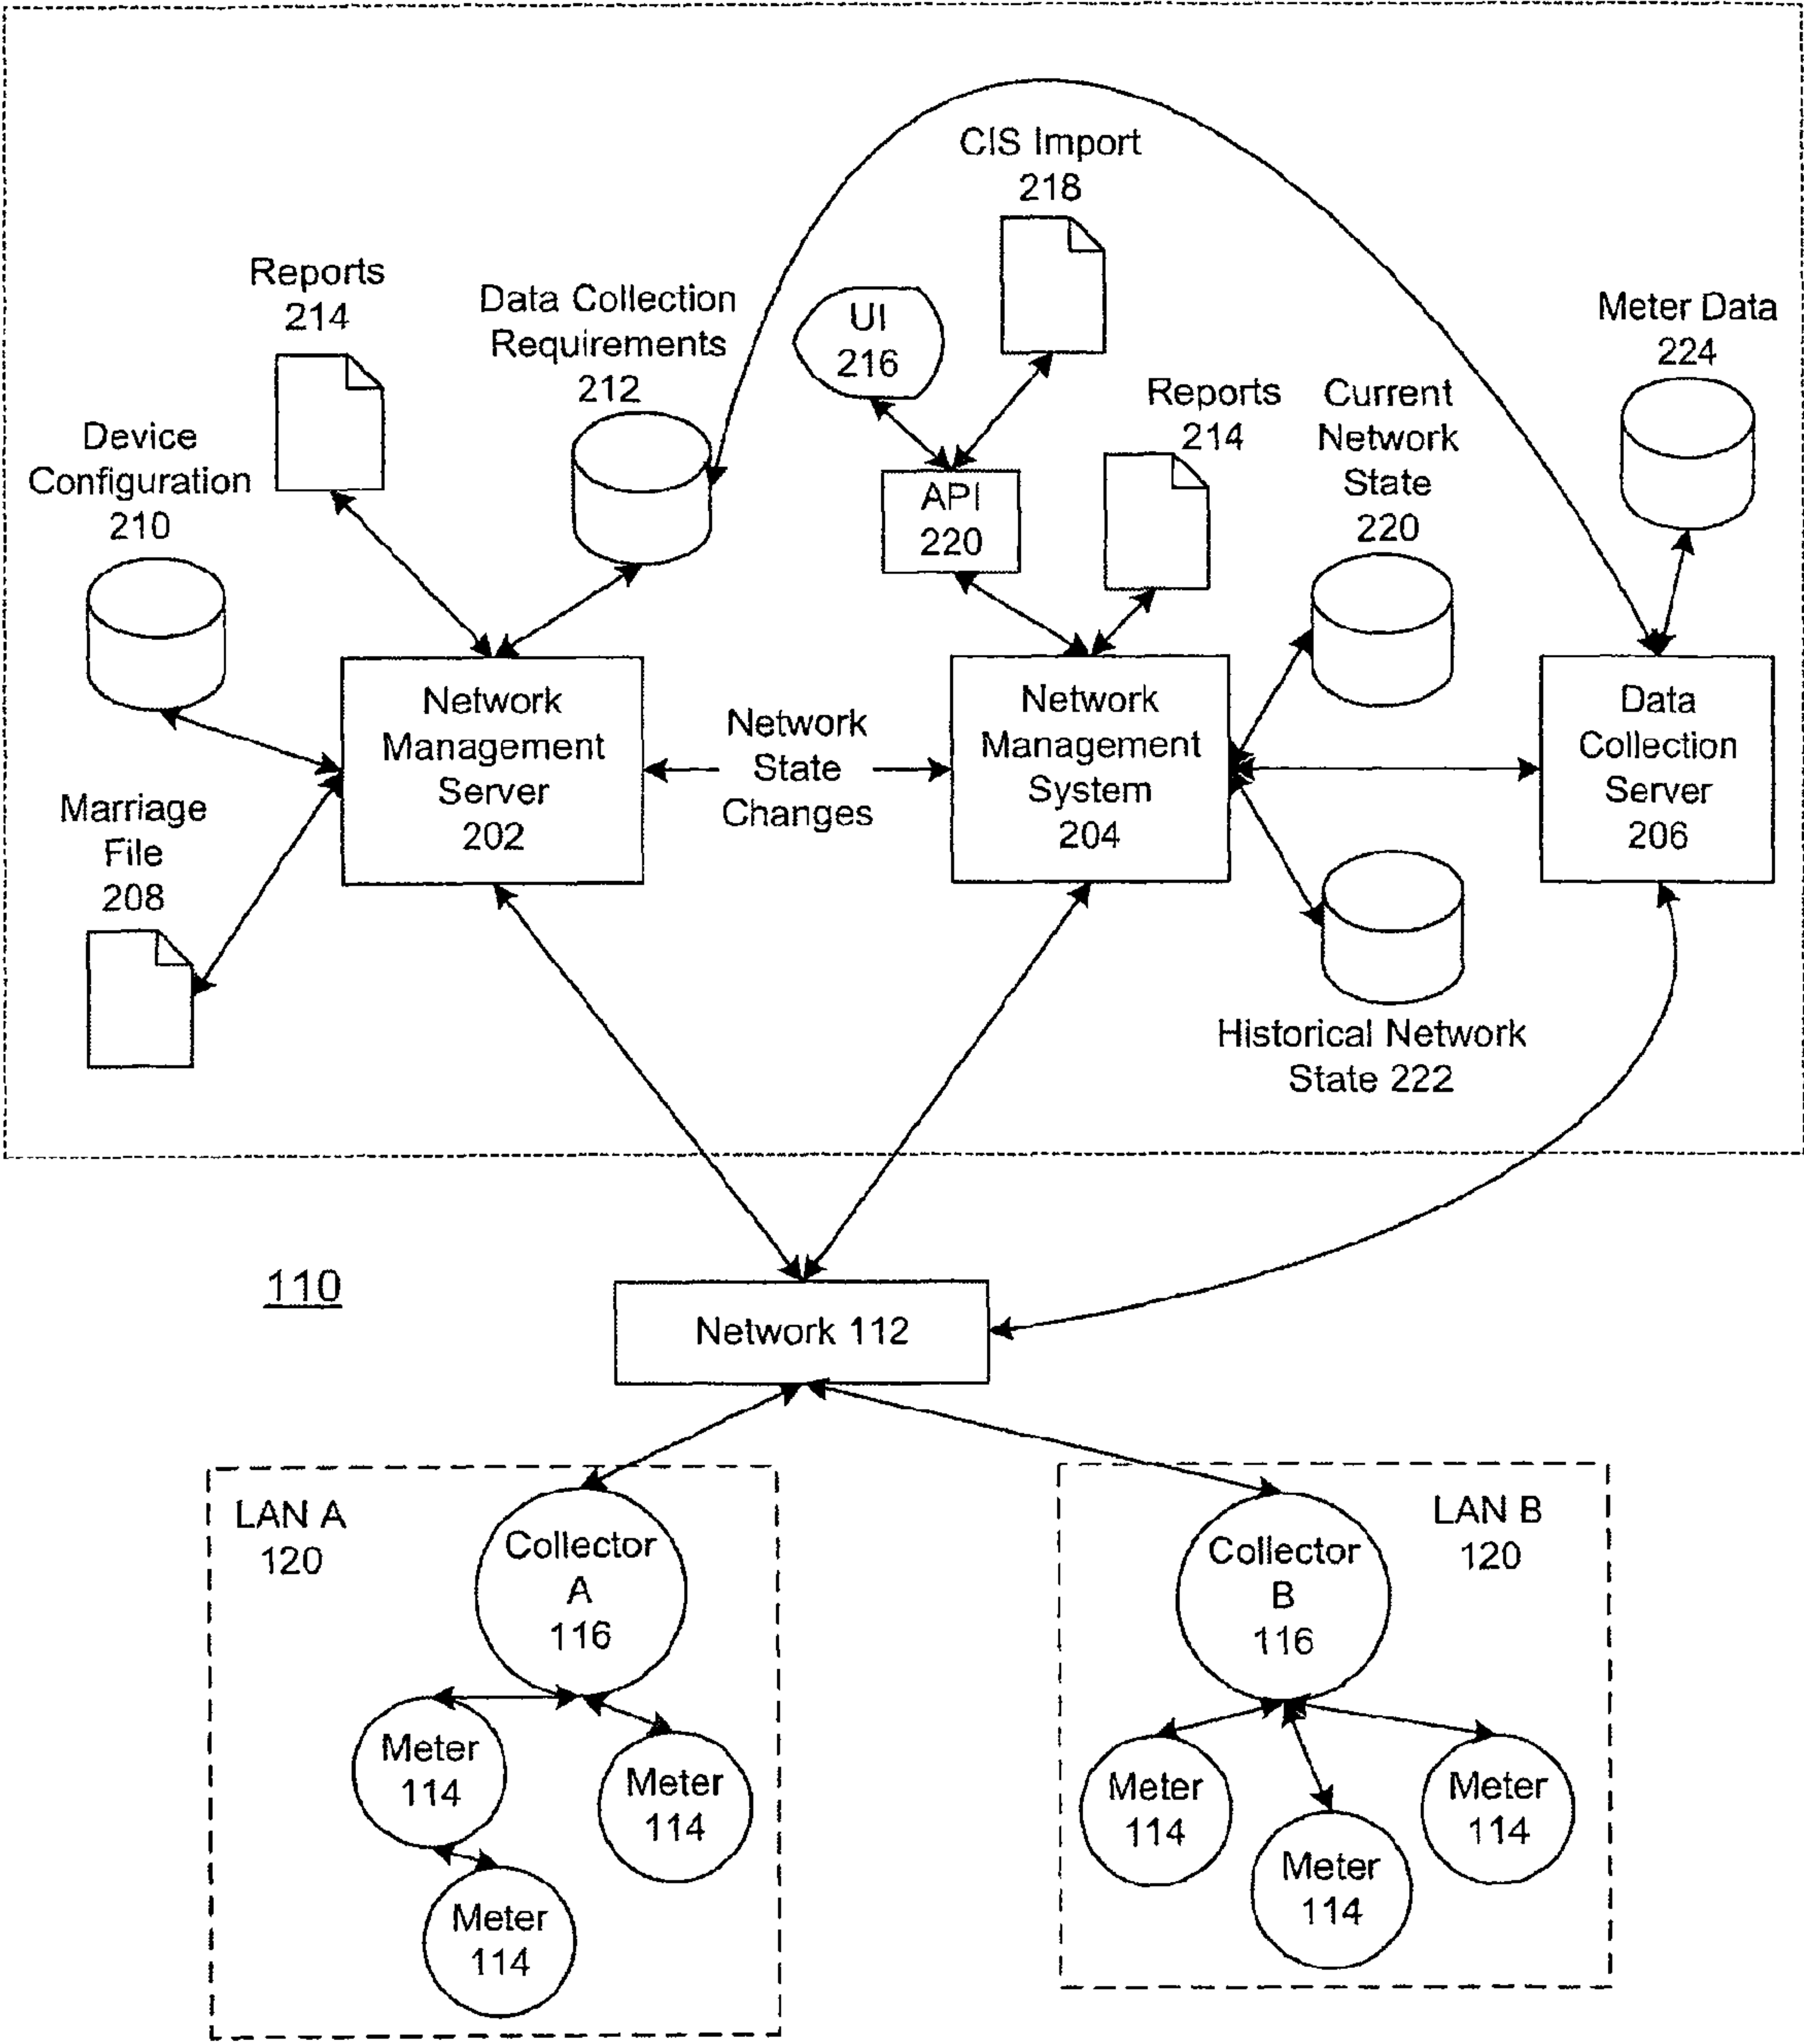 CIS Import
218
Reports
214
Data Collection
Requirements
212
UI
216
Meter Data
224
Device
Configuration
210
API
220
Reports
214
Current
Network
State
220
Marriage
File
208
Network
Management
Server
202
Network
State
Changes
Network
Management
System
204
Data
Collection
Server
206
Historical Network
State 222
110
Network 112
LAN A
120
Collector
A
116
Meter
114
Meter
114
Meter
114
LAN B
120
Collector
B
116
Meter
114
Meter
114
Meter
114